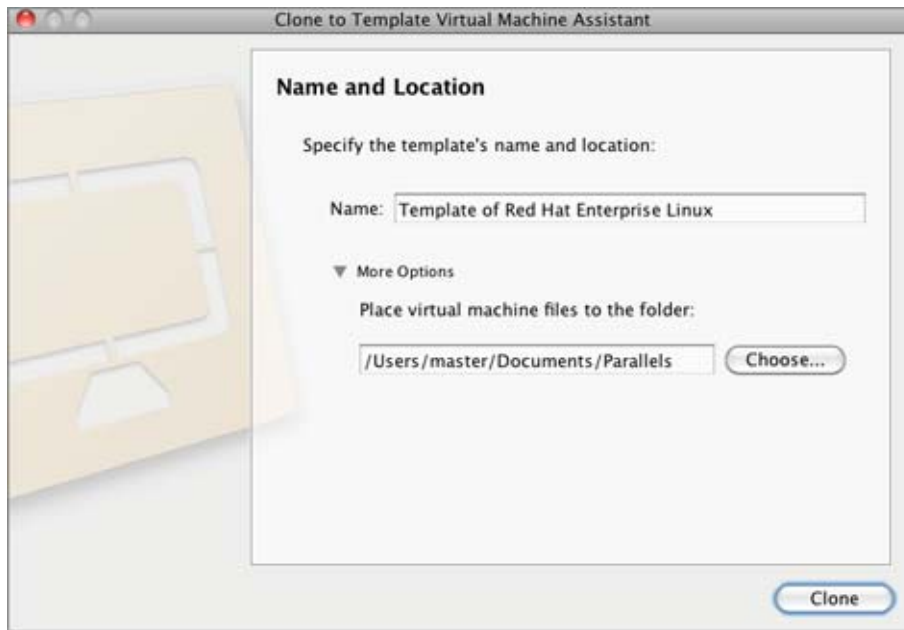 Clone to Template Virtual Machine Assistant
Name and Location
Specify the template's name and location:
Name: Template of Red Hat Enterprise Linux
More Options
Place virtual machine files to the folder:
/Users/master/Documents/Parallels Choose...
Clone